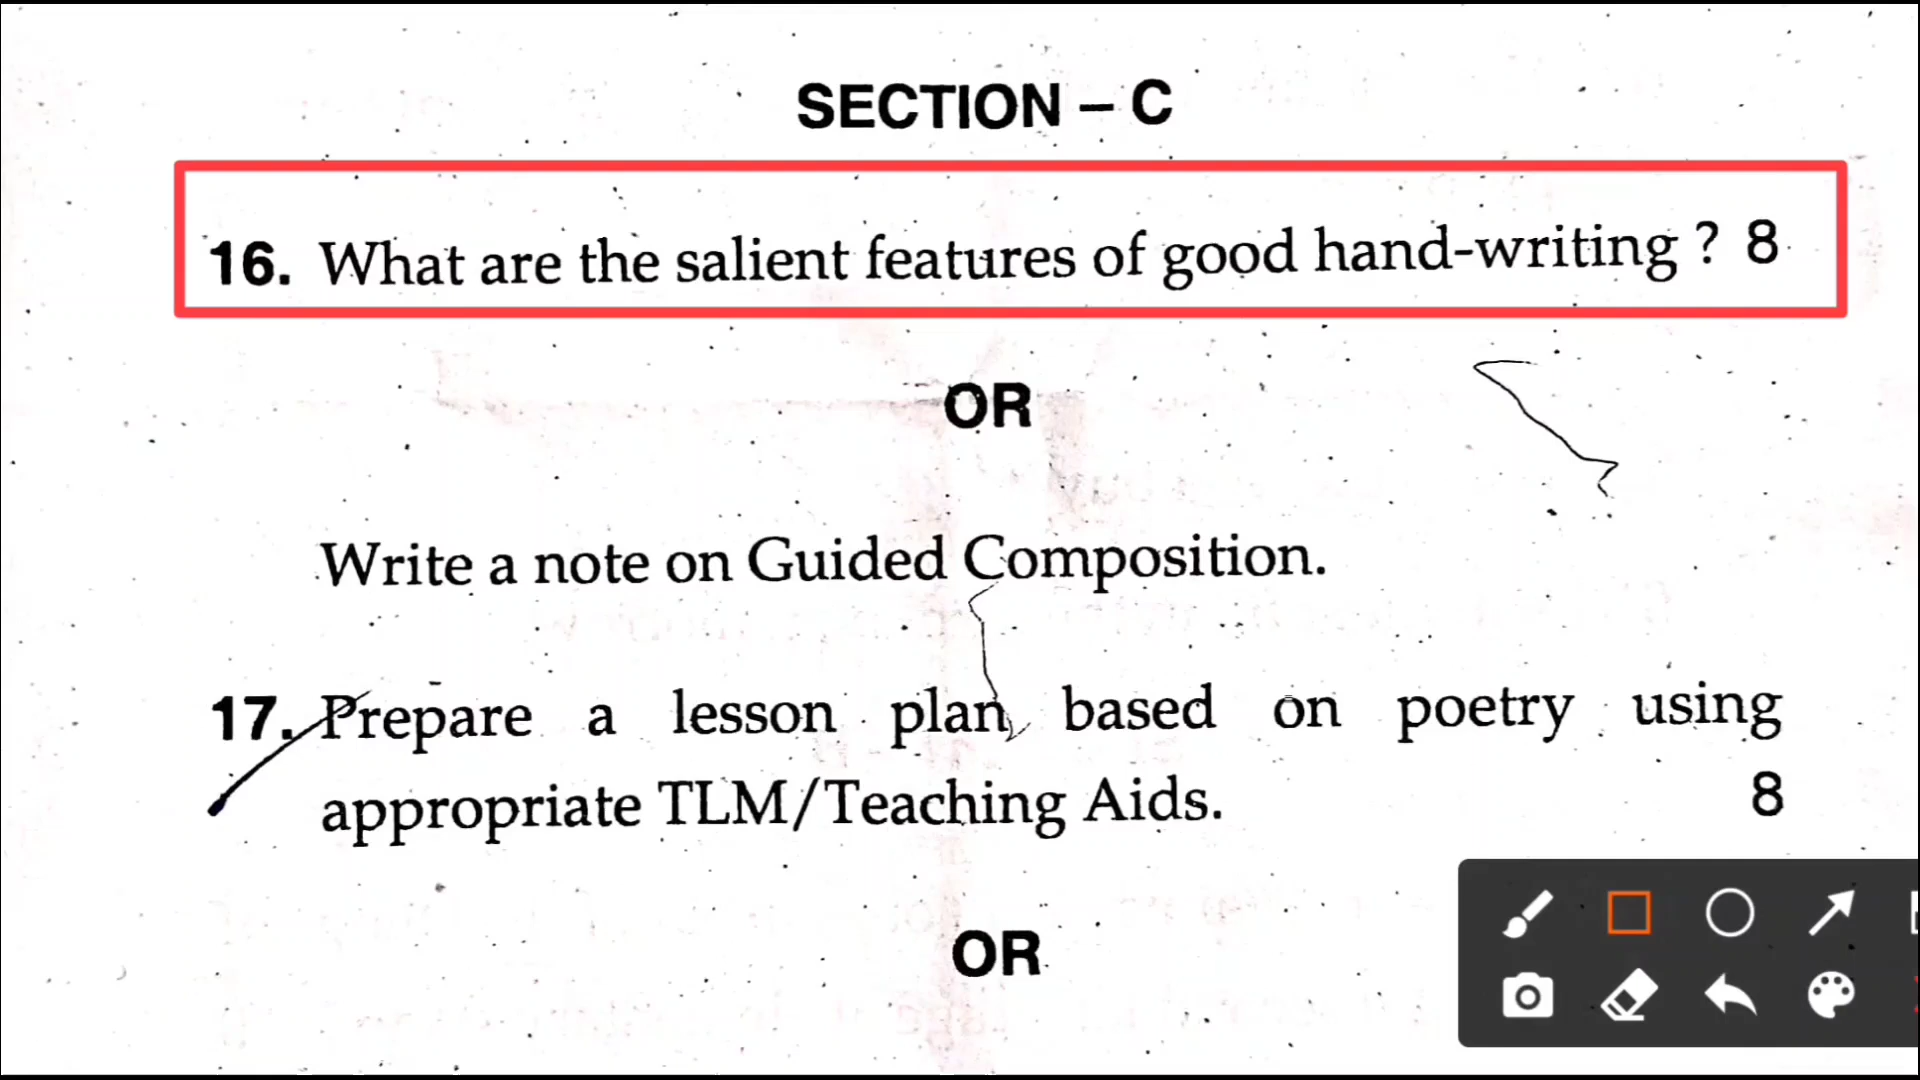 SECTION – C
16. What are the salient features of good hand-writing ? 8
OR
Write a note on Guided Composition.
17. Prepare a lesson plan based on poetry using
appropriate TLM/Teaching Aids. 8
OR